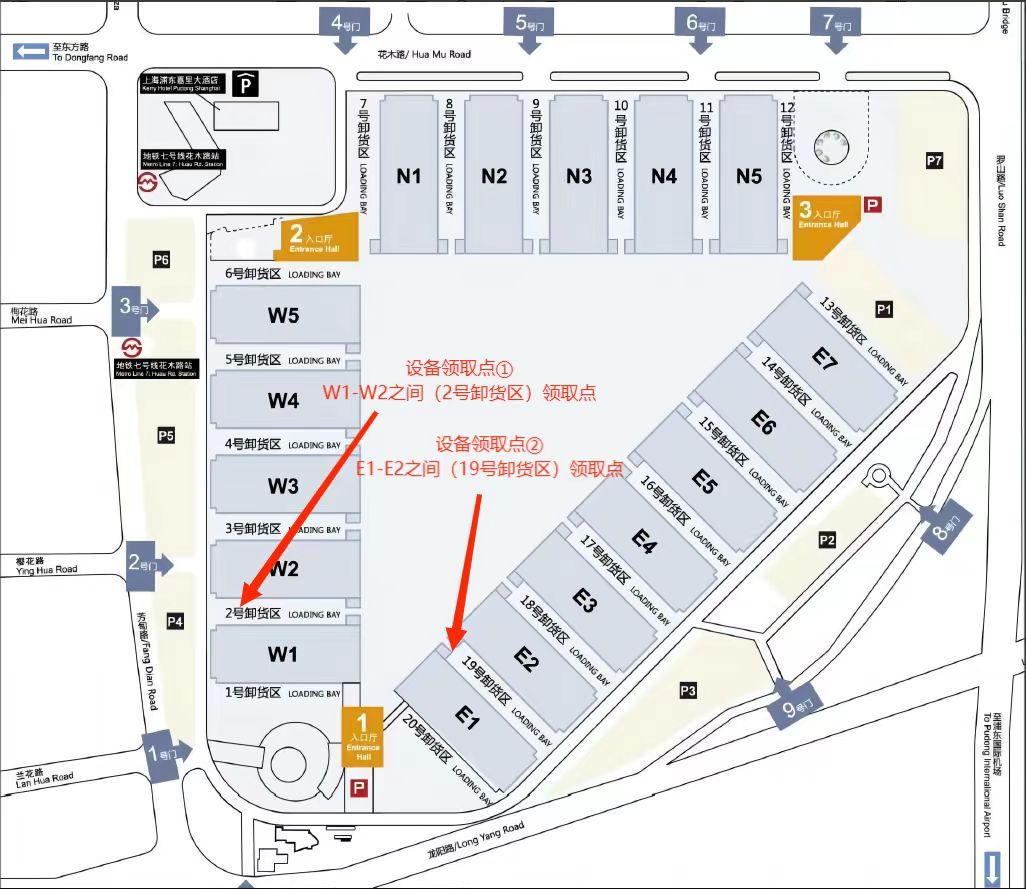 4号门
5号门
6号门
7号门
至东方路
To Dongfang Road
花木路/ Hua Mu Road
Bridge
上海浦东嘉里大酒店
Kerry Hotel Pudong Shanghai
P
地铁七号线花木路站
Metro Line 7: Huau Rd. Station
7号卸货区 LOADING BAY
N1
8号卸货区 LOADING BAY
N2
9号卸货区 LOADING BAY
N3
10号卸货区 LOADING BAY
N4
11号卸货区 LOADING BAY
N5
12号卸货区 LOADING BAY
P7
罗山路/Luo Shan Road
2 入口厅
Entrance Hall
3 入口厅
Entrance Hall
P
P6
6号卸货区 LOADING BAY
3号门
梅花路
Mei Hua Road
W5
P1
地铁七号线花木路站
Metro Line 7: Huau Rd. Station
5号卸货区 LOADING BAY
13号卸货区 LOADING BAY
E7
设备领取点①
W1-W2之间（2号卸货区）领取点
W4
14号卸货区 LOADING BAY
E6
P5
4号卸货区 LOADING BAY
设备领取点②
E1-E2之间（19号卸货区）领取点
15号卸货区 LOADING BAY
E5
W3
16号卸货区 LOADING BAY
E4
3号卸货区 LOADING BAY
8号门
P2
樱花路
Ying Hua Road
2号门
W2
17号卸货区 LOADING BAY
E3
2号卸货区 LOADING BAY
18号卸货区 LOADING BAY
E2
P4
芳甸路/Fang Dian Road
W1
19号卸货区 LOADING BAY
E1
P3
9号门
1号卸货区 LOADING BAY
20号卸货区 LOADING BAY
1
入口厅
Entrance
Hall
P
1号门
兰花路
Lan Hua Road
龙阳路/Long Yang Road
至浦东国际机场
To Pudong International Airport